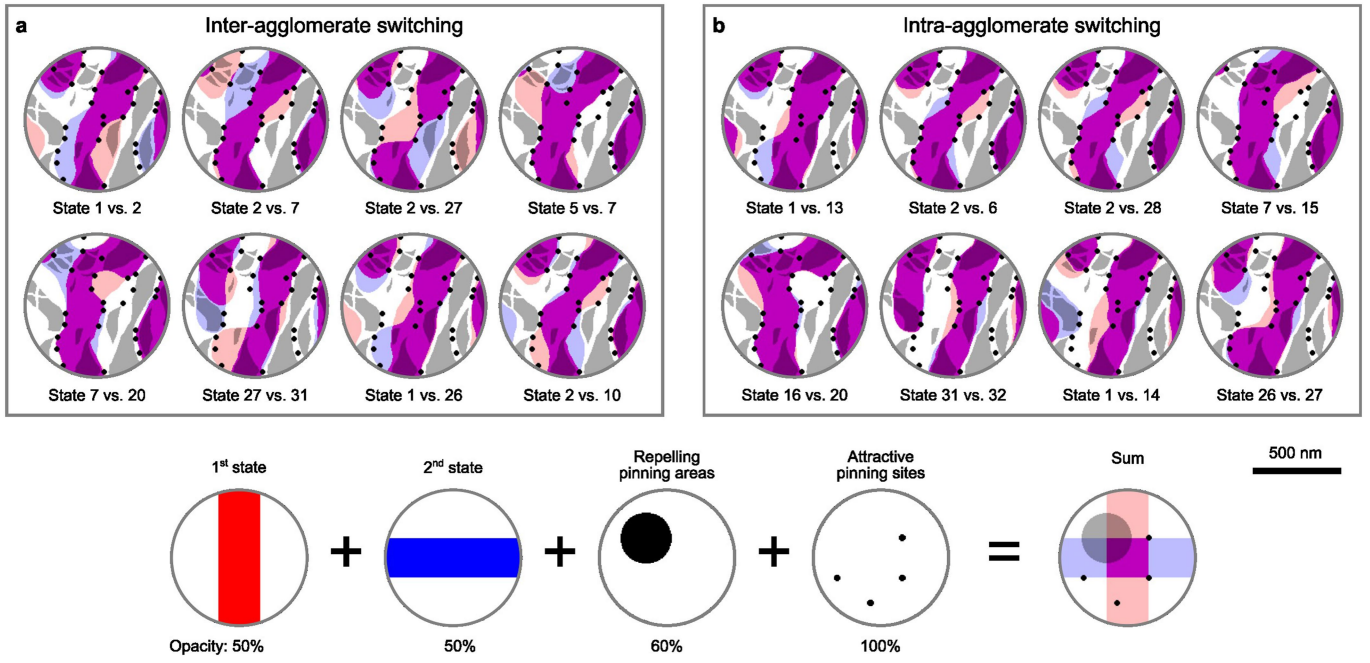 a Inter-agglomerate switching
State 1 vs. 2 State 2 vs. 7 State 2 vs. 27 State 5 vs. 7
State 7 vs. 20 State 27 vs. 31 State 1 vs. 26 State 2 vs. 10
b Intra-agglomerate switching
State 1 vs. 13 State 2 vs. 6 State 2 vs. 28 State 7 vs. 15
State 16 vs. 20 State 31 vs. 32 State 1 vs. 14 State 26 vs. 27
1st state
+
2nd state
+
Repelling
pinning areas
+
Attractive
pinning sites
=
Sum
500 nm
Opacity: 50% 50% 60% 100%